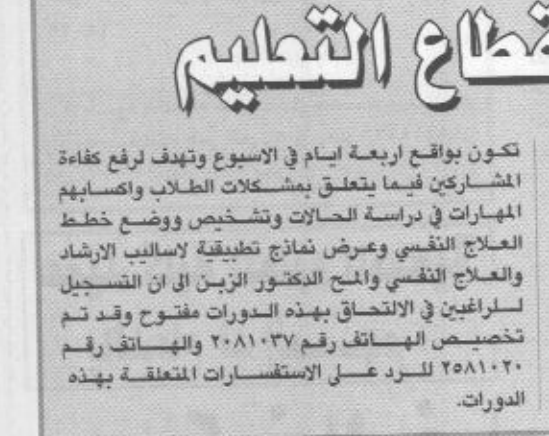 قطاع التعليم
تكون بواقع اربعة ايام في الاسبوع وتهدف لرفع كفاءة
المشاركين فيما يتعلق بمشكلات الطلاب واكسابهم
المهارات في دراسة الحالات وتشخيص ووضع خطط
العلاج النفسي وعرض نماذج تطبيقية لاساليب الارشاد
والعلاج النفسي والمح الدكتور الزبن الى ان التسجيل
للراغبين في الالتحاق بهذه الدورات مفتوح وقد تم
تخصيص الهاتف رقم ٢٠٨١٠٣٧ والهاتف رقم
٢٥٨١٠٢٠ للرد على الاستفسارات المتعلقة بهذه
الدورات.